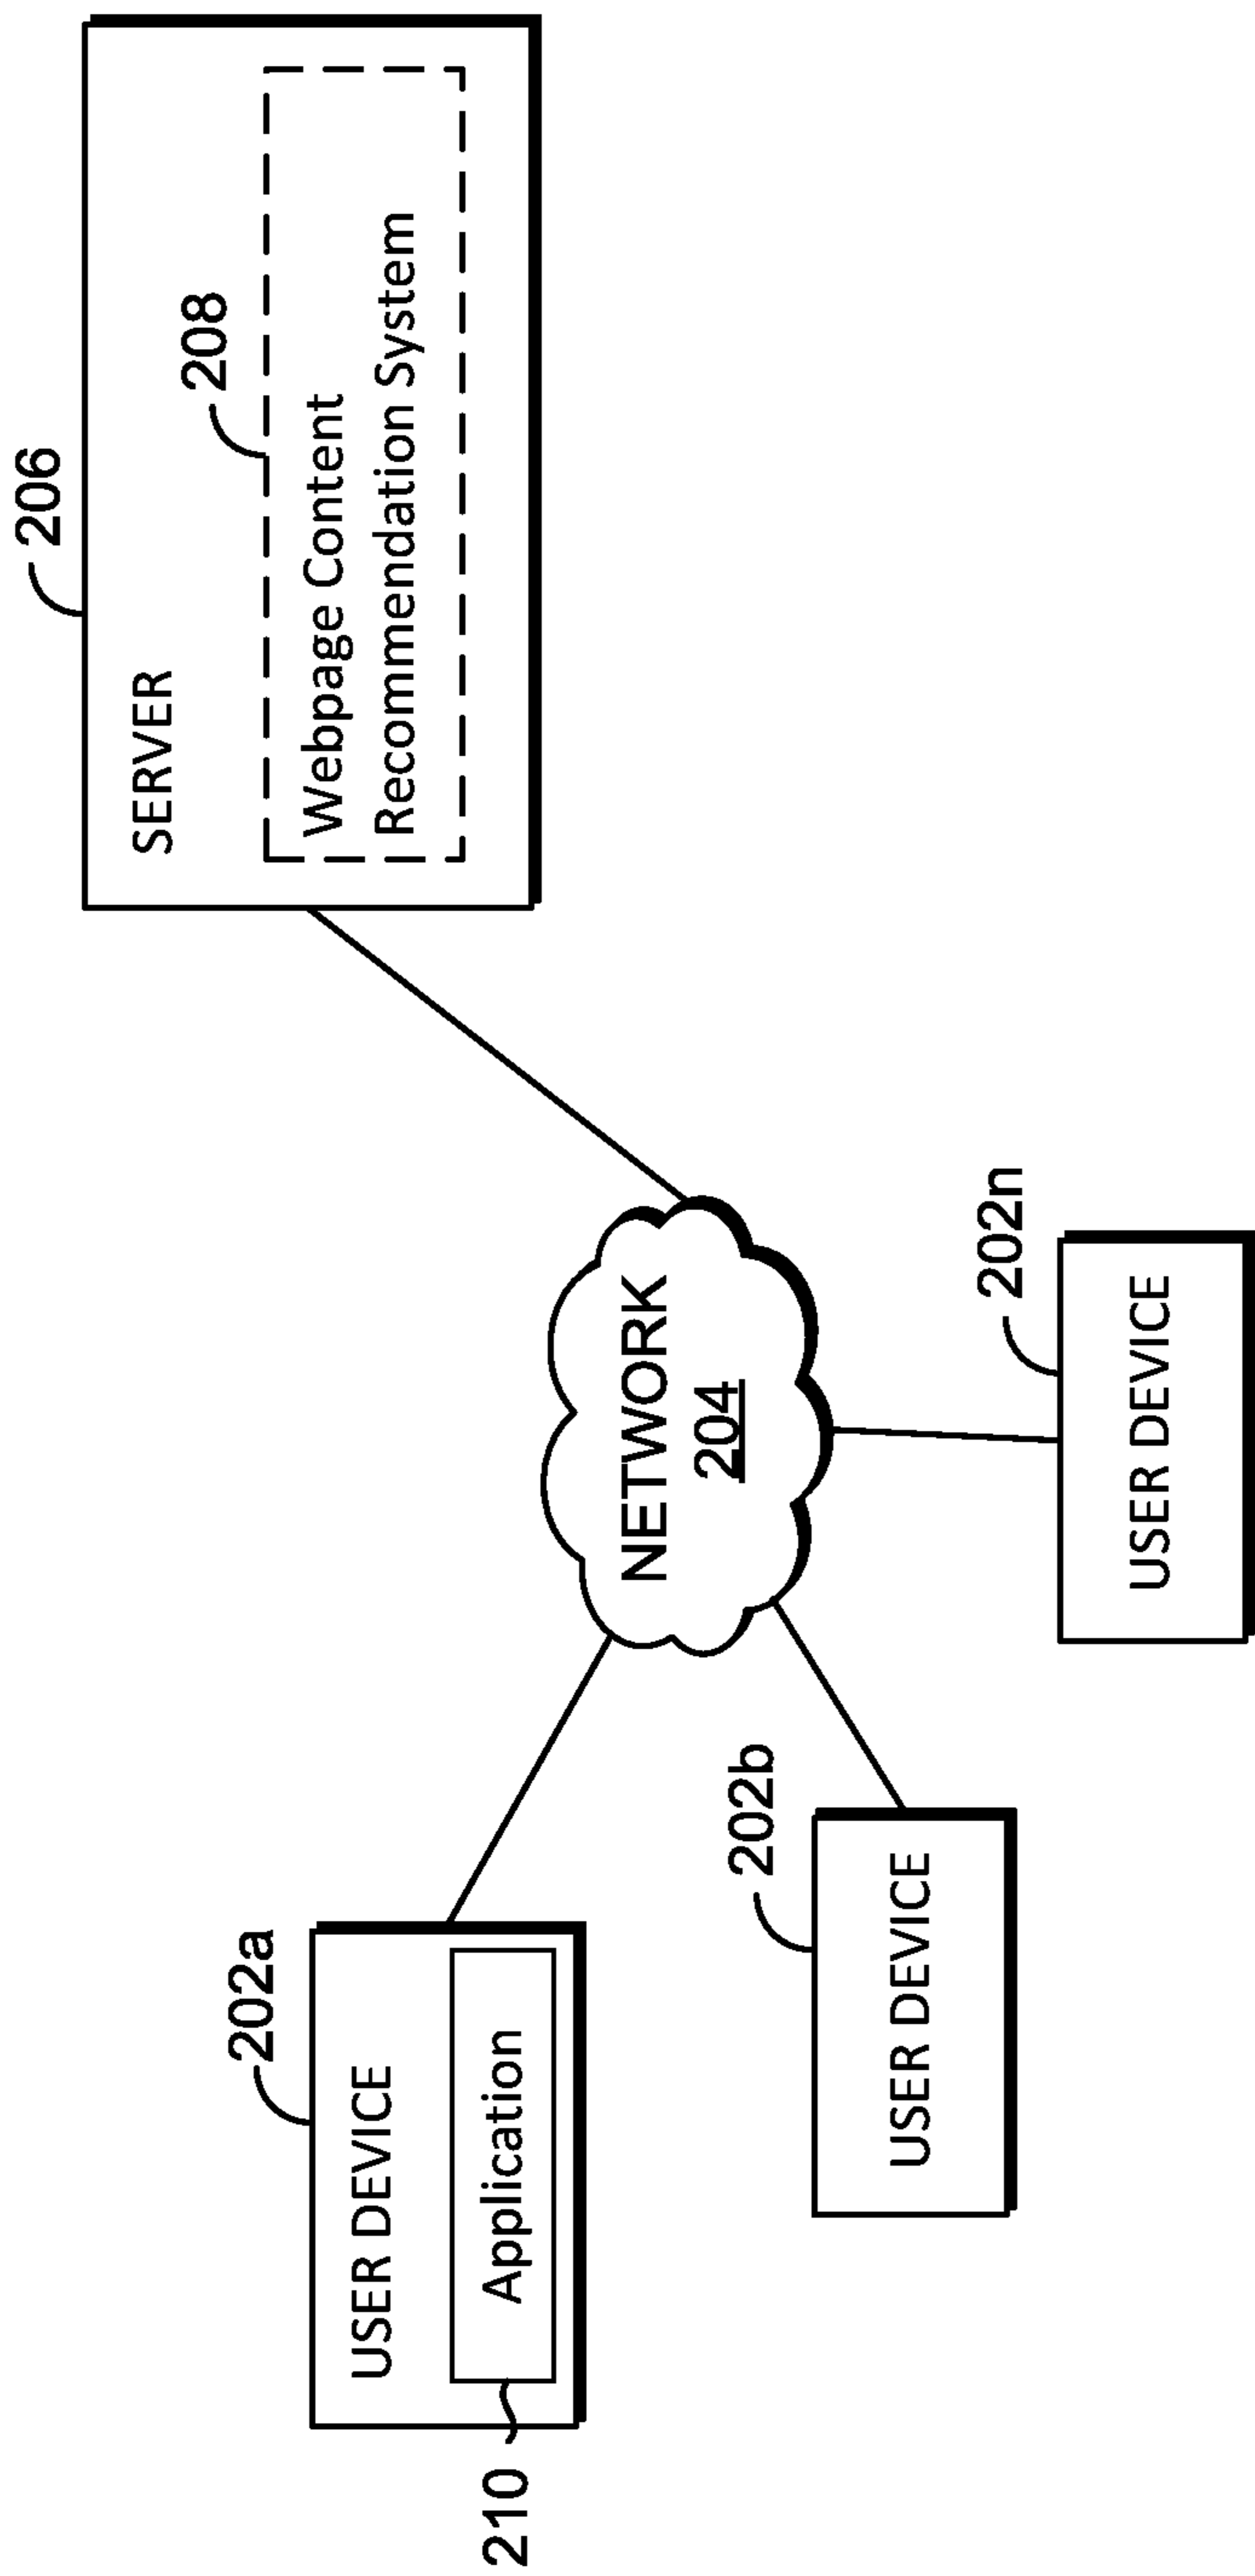 202a
USER DEVICE
Application
210
202b
USER DEVICE
NETWORK
204
202n
USER DEVICE
206
SERVER
208
Webpage Content
Recommendation System